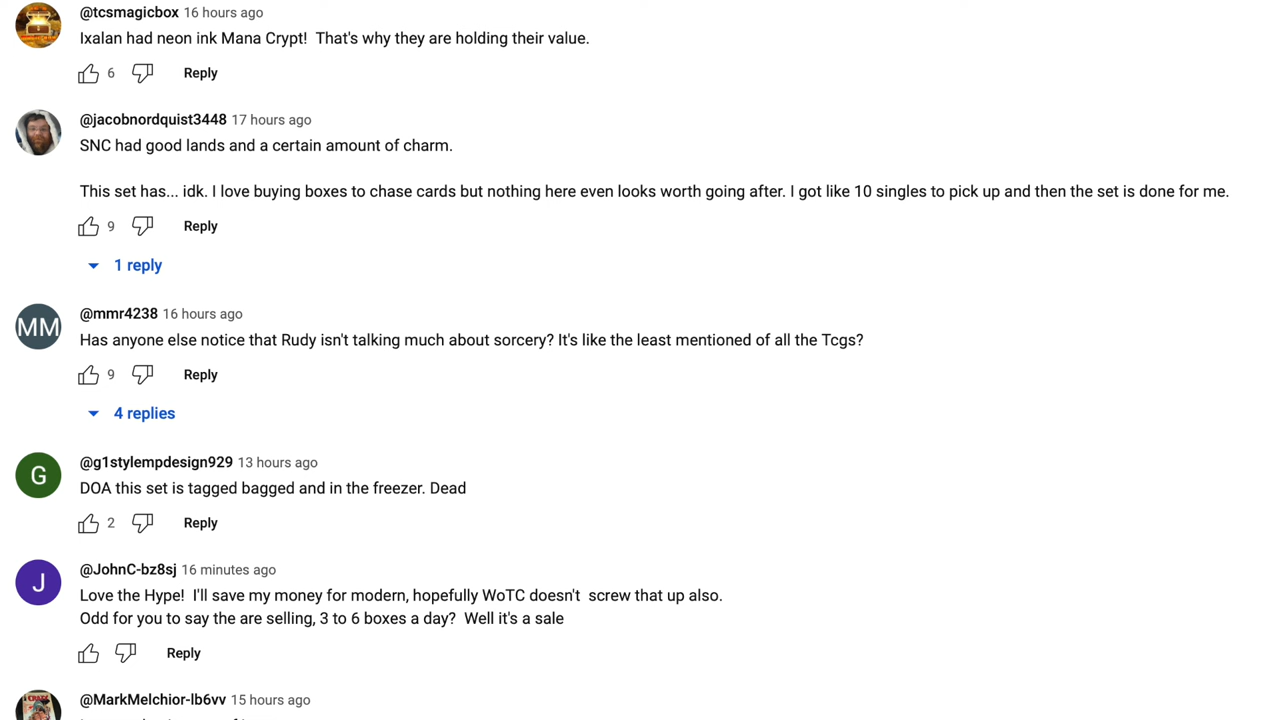 @tcsmagicbox 16 hours ago
Ixalan had neon ink Mana Crypt!  That's why they are holding their value.
6 Reply
@jacobnordquist3448 17 hours ago
SNC had good lands and a certain amount of charm.
This set has... idk. I love buying boxes to chase cards but nothing here even looks worth going after. I got like 10 singles to pick up and then the set is done for me.
9 Reply
1 reply
MM
@mmr4238 16 hours ago
Has anyone else notice that Rudy isn't talking much about sorcery? It's like the least mentioned of all the Tcgs?
9 Reply
4 replies
G
@g1stylempdesign929 13 hours ago
DOA this set is tagged bagged and in the freezer. Dead
2 Reply
J
@JohnC-bz8sj 16 minutes ago
Love the Hype!  I'll save my money for modern, hopefully WoTC doesn't  screw that up also.
Odd for you to say the are selling, 3 to 6 boxes a day?  Well it's a sale
Reply
@MarkMelchior-lb6vv 15 hours ago